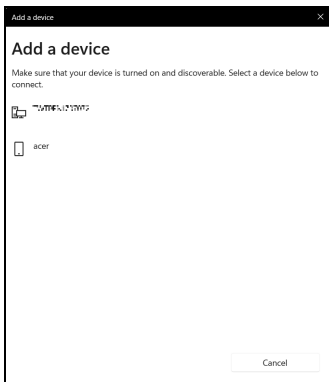 Add a device
Add a device
Make sure that your device is turned on and discoverable. Select a device below to
connect.
acer
Cancel